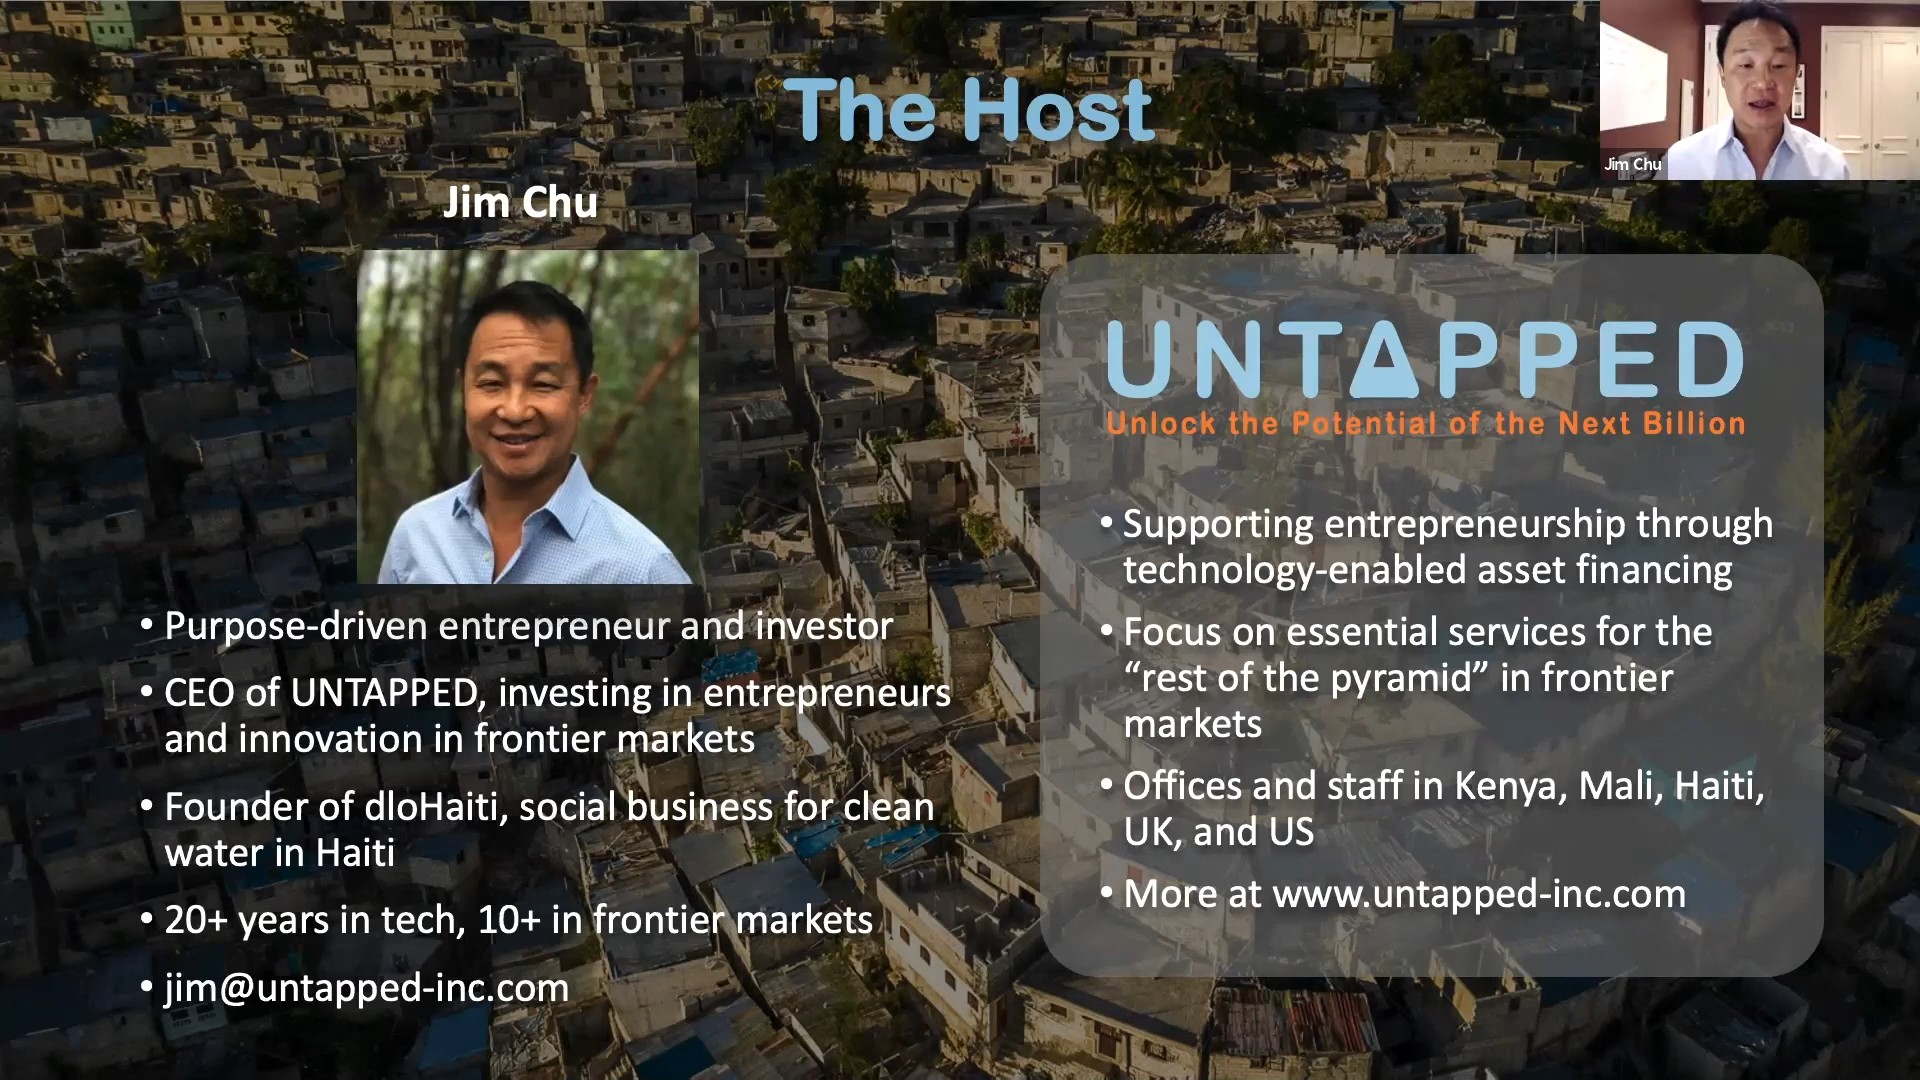 The Host
Jim Chu
Jim Chu
• Purpose-driven entrepreneur and investor
• CEO of UNTAPPED, investing in entrepreneurs
and innovation in frontier markets
• Founder of dloHaiti, social business for clean
water in Haiti
• 20+ years in tech, 10+ in frontier markets
• jim@untapped-inc.com
UNTAPPED
Unlock the Potential of the Next Billion
• Supporting entrepreneurship through
technology-enabled asset financing
• Focus on essential services for the
“rest of the pyramid” in frontier
markets
• Offices and staff in Kenya, Mali, Haiti,
UK, and US
• More at www.untapped-inc.com